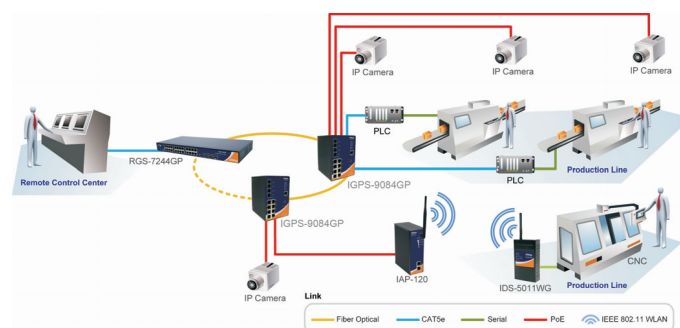 IP Camera
IP Camera
IP Camera
PLC
RGS-7244GP
Remote Control Center
IGPS-9084GP
PLC
Production Line
Production Line
IGPS-9084GP
IAP-120
IDS-5011WG
CNC
Production Line
IP Camera
Link
Fiber Optical
CAT5e
Serial
PoE
IEEE 802.11 WLAN